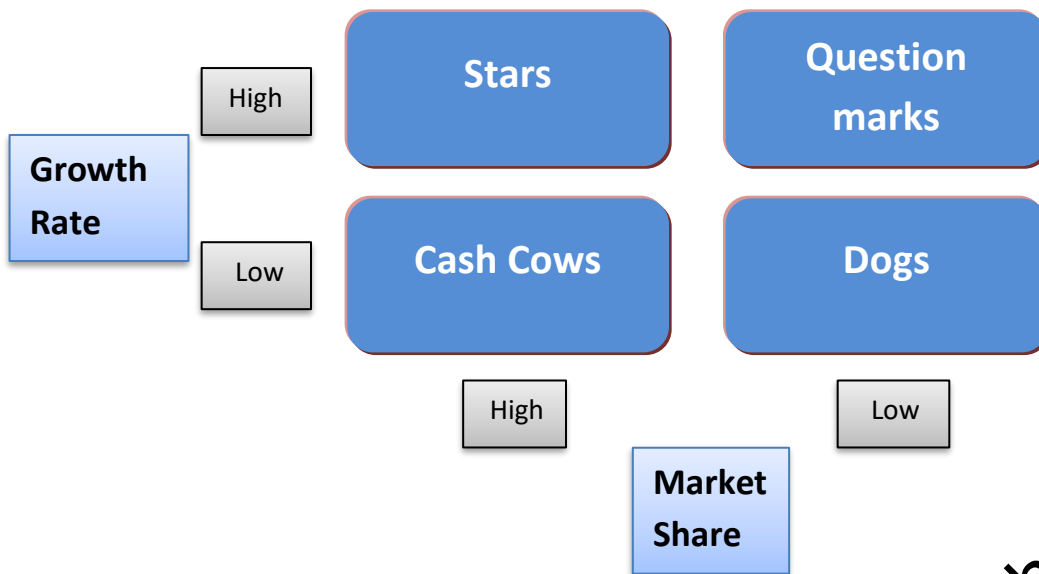 Stars
Question
marks
High
Growth
Rate
Cash Cows
Dogs
Low
High
Low
Market
Share